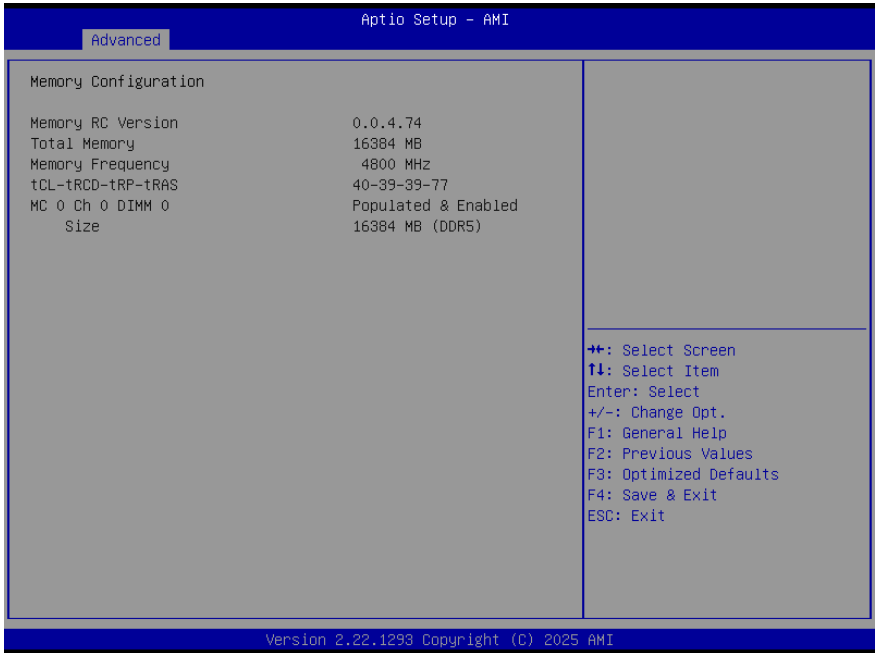 Aptio Setup - AMI
Advanced
Memory Configuration
Memory RC Version 0.0.4.74
Total Memory 16384 MB
Memory Frequency 4800 MHz
tCL-tRCD-tRP-tRAS 40-39-39-77
MC 0 Ch 0 DIMM 0 Populated & Enabled
Size 16384 MB (DDR5)
→←: Select Screen
↑↓: Select Item
Enter: Select
+/-: Change Opt.
F1: General Help
F2: Previous Values
F3: Optimized Defaults
F4: Save & Exit
ESC: Exit
Version 2.22.1293 Copyright (C) 2025 AMI